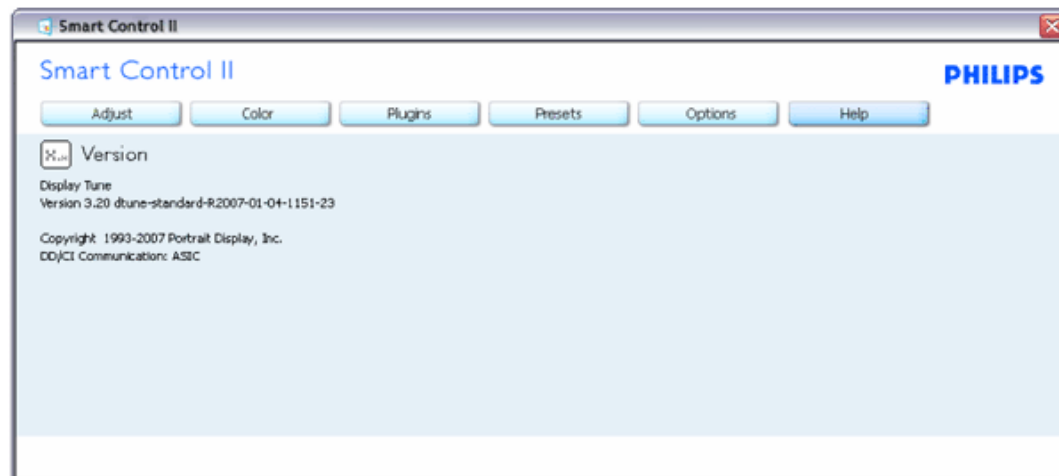 Smart Control II
Smart Control II
PHILIPS
Adjust Color Plugins Presets Options Help
Version
Display Tune
Version 3.20 dtune-standard-R2007-01-04-1151-23
Copyright 1993-2007 Portrait Display, Inc.
DD/CI Communication: ASIC